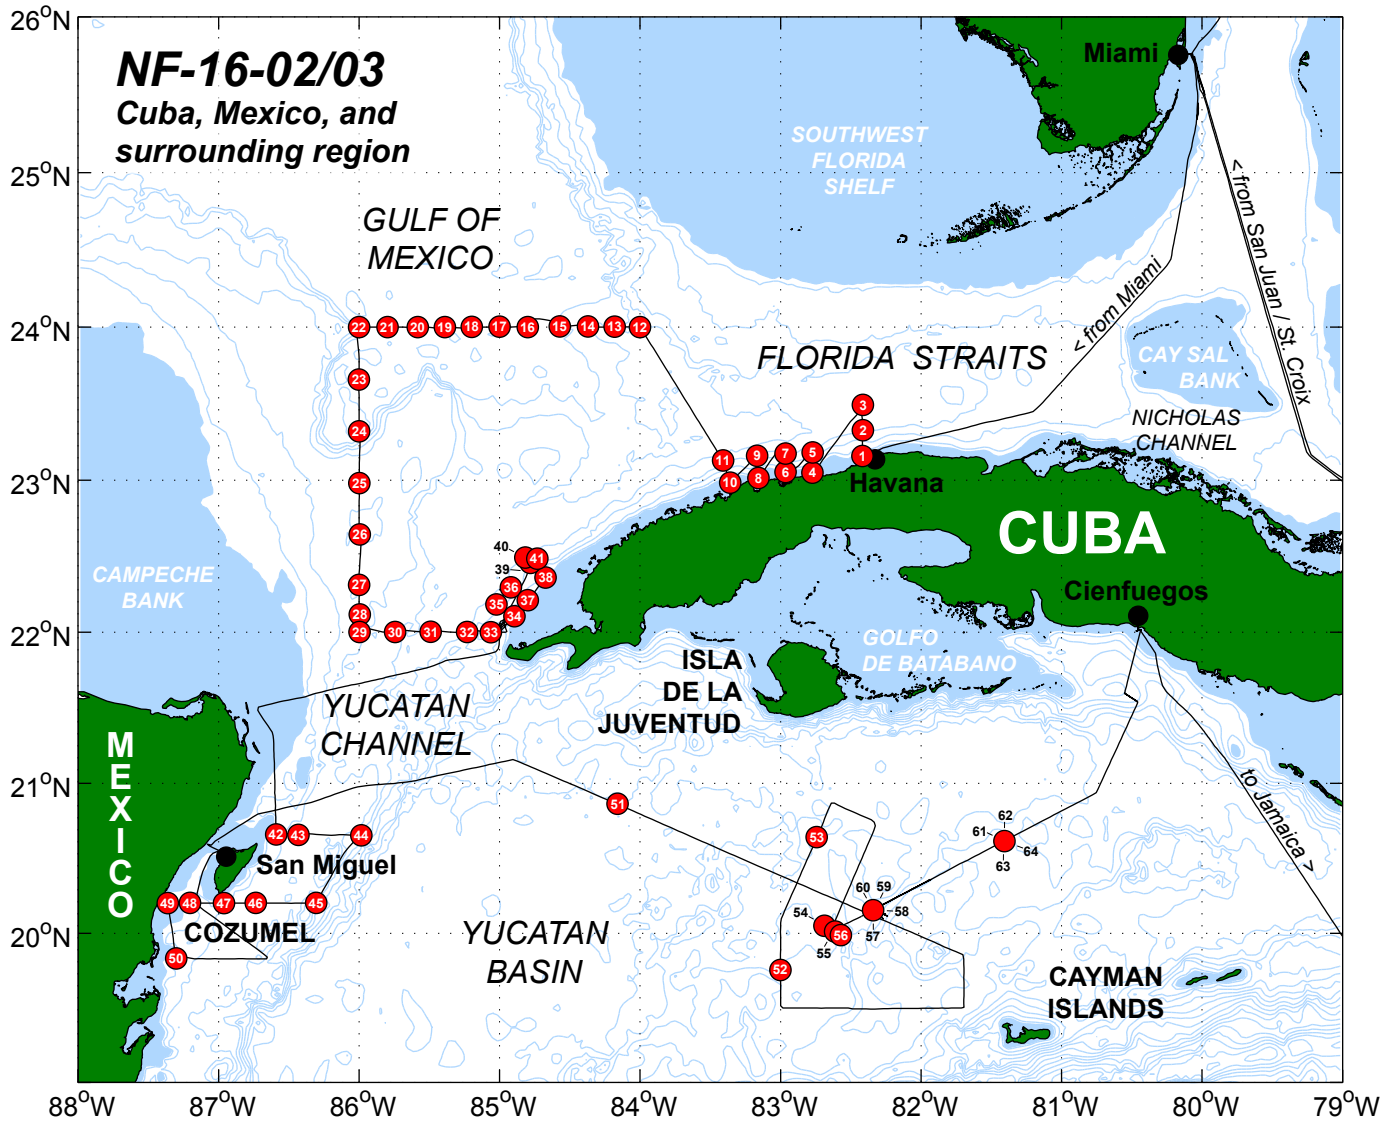 26°N
25°N
24°N
23°N
22°N
21°N
20°N
88°W
87°W
86°W
85°W
84°W
83°W
82°W
81°W
80°W
79°W
NF-16-02/03
Cuba, Mexico, and
surrounding region
Miami
SOUTHWEST
FLORIDA
SHELF
GULF OF
MEXICO
< from San Juan / St. Croix
< from Miami
FLORIDA STRAITS
CAY SAL
BANK
NICHOLAS
CHANNEL
Havana
CUBA
Cienfuegos
CAMPECHE
BANK
GOLFO
DE BATABANO
ISLA
DE LA
JUVENTUD
YUCATAN
CHANNEL
MEXICO
to Jamaica >
San Miguel
COZUMEL
YUCATAN
BASIN
CAYMAN
ISLANDS
1
2
3
4
5
6
7
8
9
10
11
12
13
14
15
16
17
18
19
20
21
22
23
24
25
26
27
28
29
30
31
32
33
34
35
36
37
38
39
40
41
42
43
44
45
46
47
48
49
50
51
52
53
54
55
56
57
58
59
60
61
62
63
64